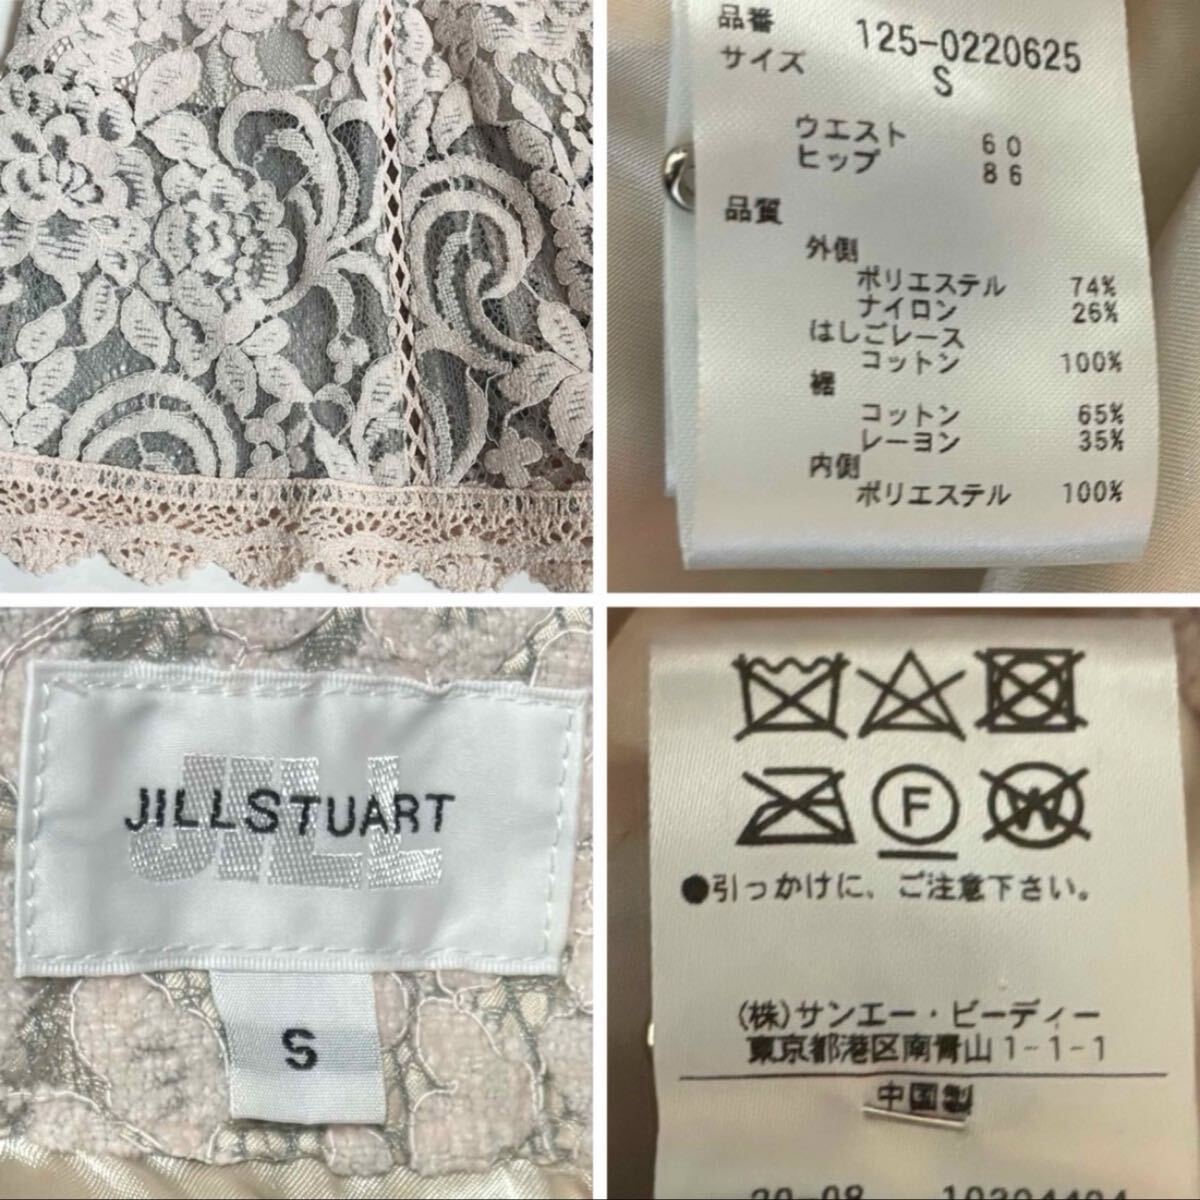 品番 125-0220625
サイズ S
ウエスト 60
ヒップ 86
品質
外側
ポリエステル 74%
ナイロン 26%
はしごレース
コットン 100%
裾
コットン 65%
レーヨン 35%
内側
ポリエステル 100%
JILL
JILLSTUART
S
F
W
●引っかけに、ご注意下さい。
(株)サンエー・ビーディー
東京都港区南青山1-1-1
中国製